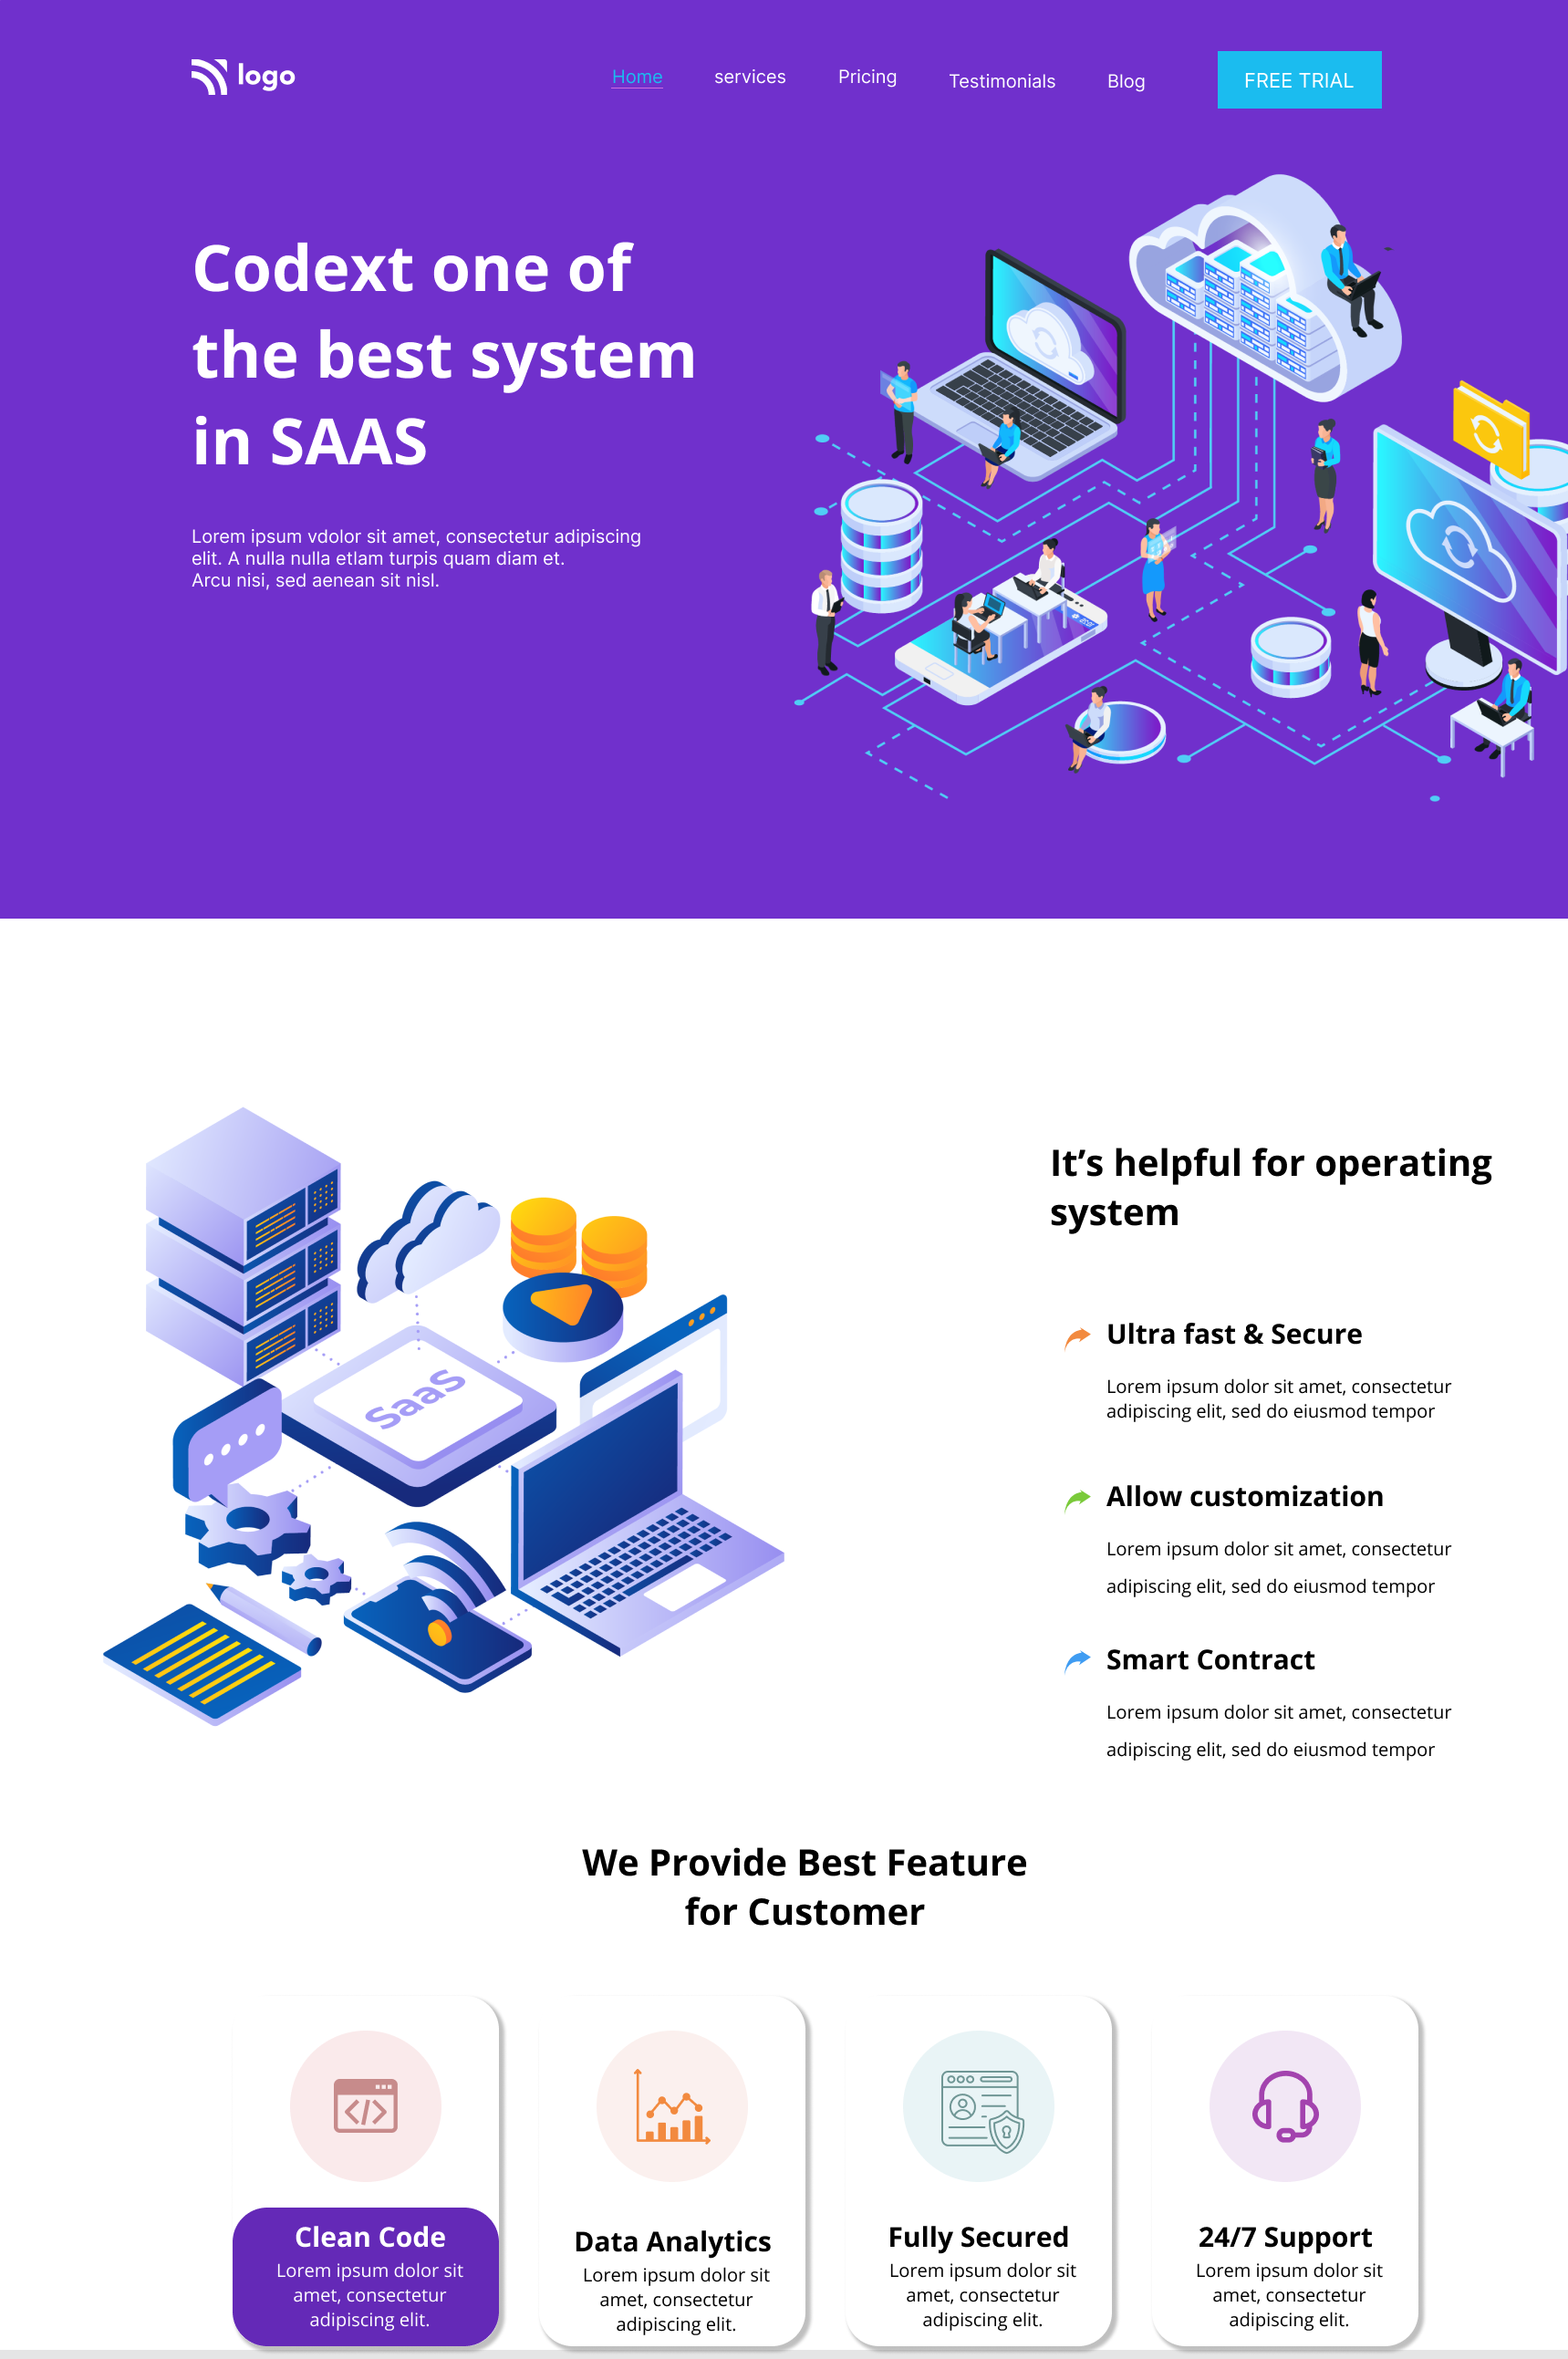 logo
Home
services
Pricing
Testimonials
Blog
FREE TRIAL
Codext one of
the best system
in SAAS
Lorem ipsum vdolor sit amet, consectetur adipiscing
elit. A nulla nulla etlam turpis quam diam et.
Arcu nisi, sed aenean sit nisl.
SaaS
It’s helpful for operating
system
Ultra fast & Secure
Lorem ipsum dolor sit amet, consectetur
adipiscing elit, sed do eiusmod tempor
Allow customization
Lorem ipsum dolor sit amet, consectetur
adipiscing elit, sed do eiusmod tempor
Smart Contract
Lorem ipsum dolor sit amet, consectetur
adipiscing elit, sed do eiusmod tempor
We Provide Best Feature
for Customer
Clean Code
Lorem ipsum dolor sit
amet, consectetur
adipiscing elit.
Data Analytics
Lorem ipsum dolor sit
amet, consectetur
adipiscing elit.
Fully Secured
Lorem ipsum dolor sit
amet, consectetur
adipiscing elit.
24/7 Support
Lorem ipsum dolor sit
amet, consectetur
adipiscing elit.